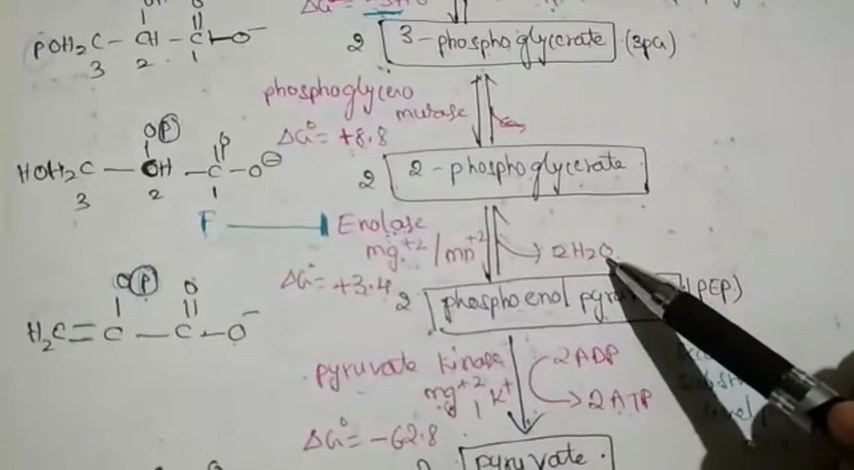 2 3-phosphoglycerate (3pG)
POH₂C - CH - C - O⁻
3 2 1
phosphoglycero
mutase
ΔG° = +8.8
O(P) O
HOH₂C - CH - C - O⊖
3 2 1
2 2-phosphoglycerate
F Enolase
mg⁺² / mn⁺²
2H₂O
ΔG° = +3.4
2 phosphoenol (PEP)
O(P) O
H₂C = C - C - O⁻
pyruvate kinase
mg⁺² , K⁺
2ADP
2ATP
ΔG° = -62.8
pyruvate.